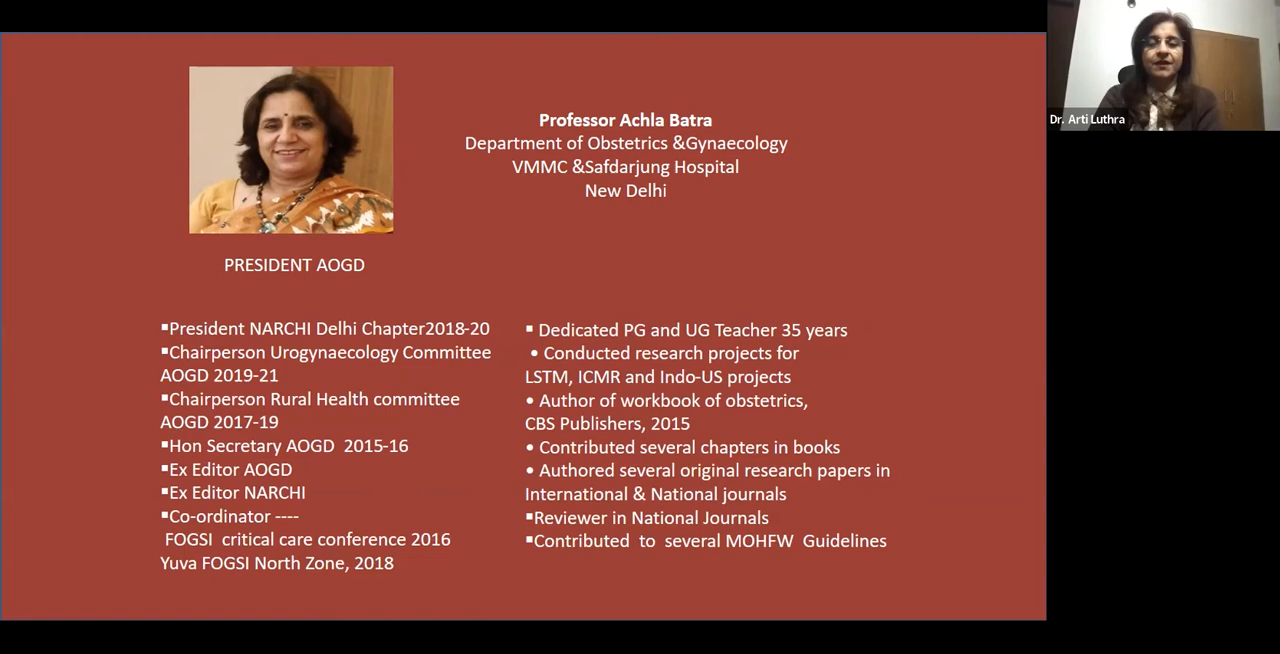 Professor Achla Batra
Department of Obstetrics &Gynaecology
VMMC &Safdarjung Hospital
New Delhi
PRESIDENT AOGD
▪President NARCHI Delhi Chapter2018-20
▪Chairperson Urogynaecology Committee
AOGD 2019-21
▪Chairperson Rural Health committee
AOGD 2017-19
▪Hon Secretary AOGD  2015-16
▪Ex Editor AOGD
▪Ex Editor NARCHI
▪Co-ordinator ----
FOGSI  critical care conference 2016
Yuva FOGSI North Zone, 2018
▪ Dedicated PG and UG Teacher 35 years
• Conducted research projects for
LSTM, ICMR and Indo-US projects
• Author of workbook of obstetrics,
CBS Publishers, 2015
• Contributed several chapters in books
• Authored several original research papers in
International & National journals
▪Reviewer in National Journals
▪Contributed  to  several MOHFW  Guidelines
Dr. Arti Luthra